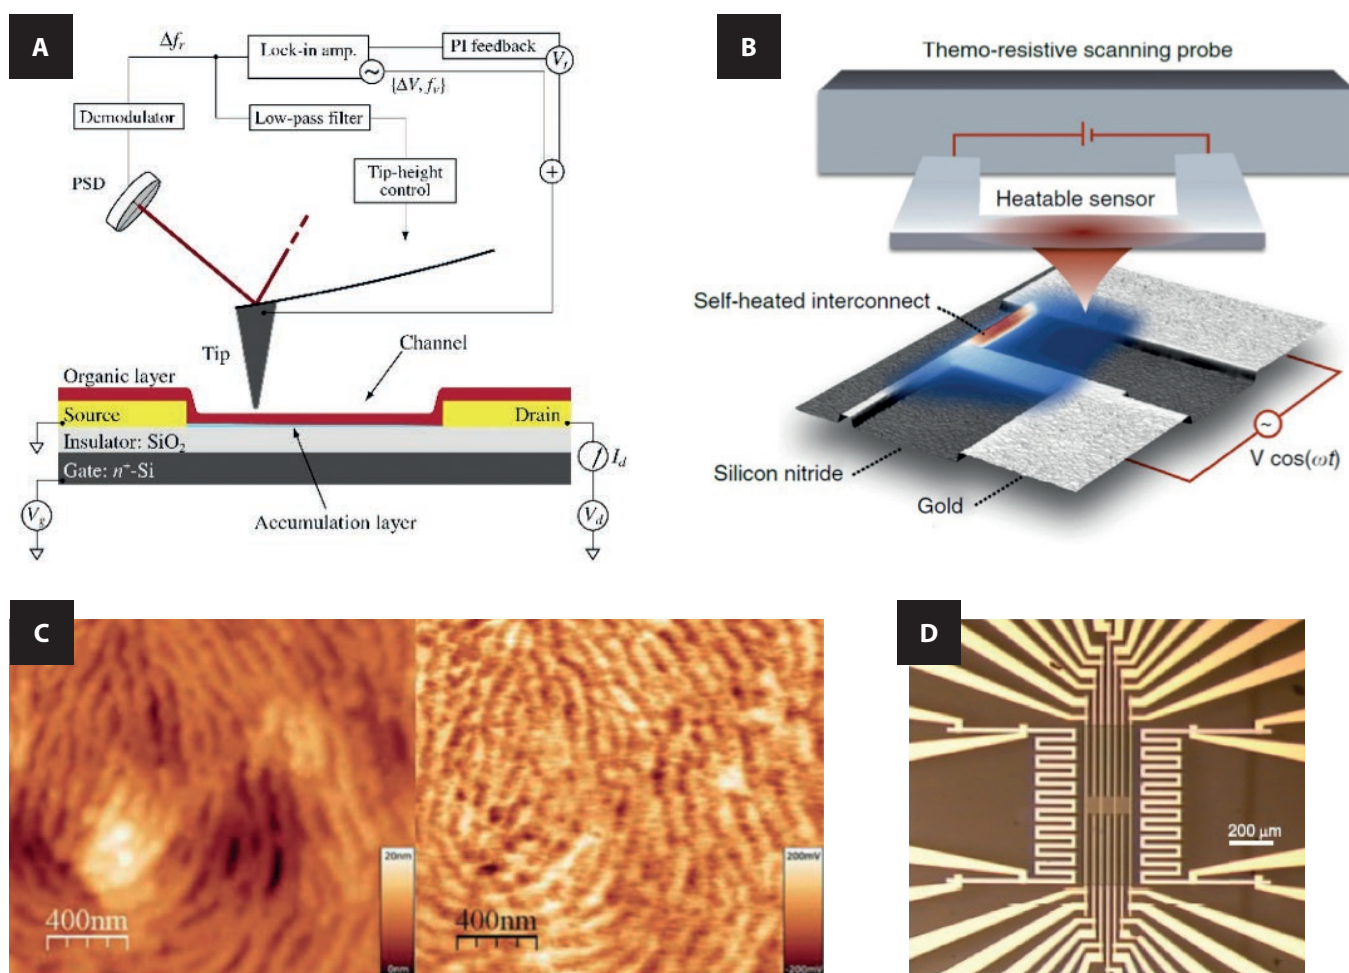 A
Δfr
Lock-in amp.
PI feedback
Vt
~
{ΔV, fv}
Demodulator
Low-pass filter
+
Tip-height
control
PSD
Tip
Channel
Organic layer
Source
Drain
Insulator: SiO2
Id
Gate: n+-Si
Vg
Accumulation layer
Vd
B
Themo-resistive scanning probe
Heatable sensor
Self-heated interconnect
~
V cos(ωt)
Silicon nitride
Gold
C
20nm
400nm
0nm
200mV
400nm
-200mV
D
200 μm